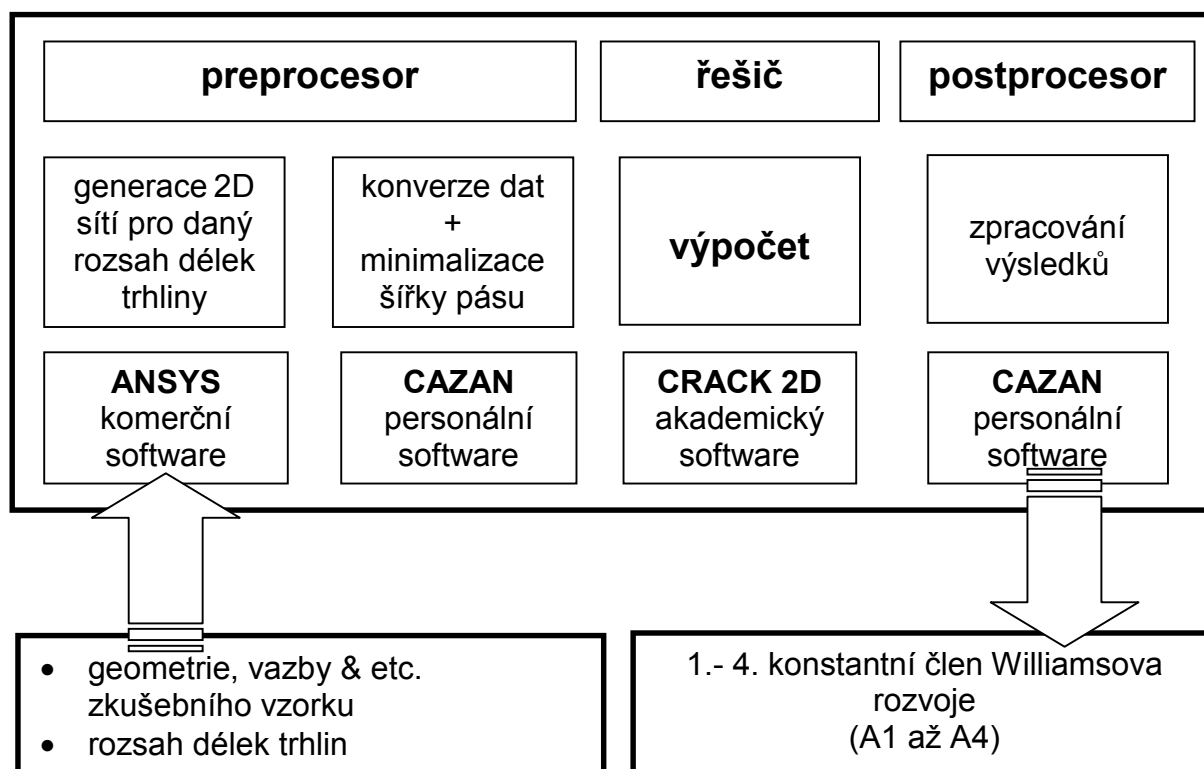 preprocesor
řešič
postprocesor
generace 2D
sítí pro daný
rozsah délek
trhliny
konverze dat
+
minimalizace
šířky pásu
výpočet
zpracování
výsledků
ANSYS
komerční
software
CAZAN
personální
software
CRACK 2D
akademický
software
CAZAN
personální
software
• geometrie, vazby & etc.
zkušebního vzorku
• rozsah délek trhlin
1.- 4. konstantní člen Williamsova
rozvoje
(A1 až A4)